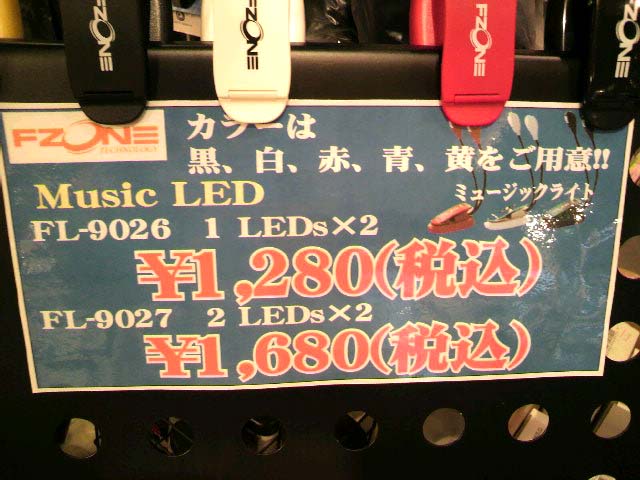 FZONE
FZONE
FZONE
FZONE
FZONE
TECHNOLOGY
カラーは
黒、白、赤、青、黄をご用意!!
Music LED
ミュージックライト
FL-9026 1 LEDs×2
¥1,280(税込)
FL-9027 2 LEDs×2
¥1,680(税込)